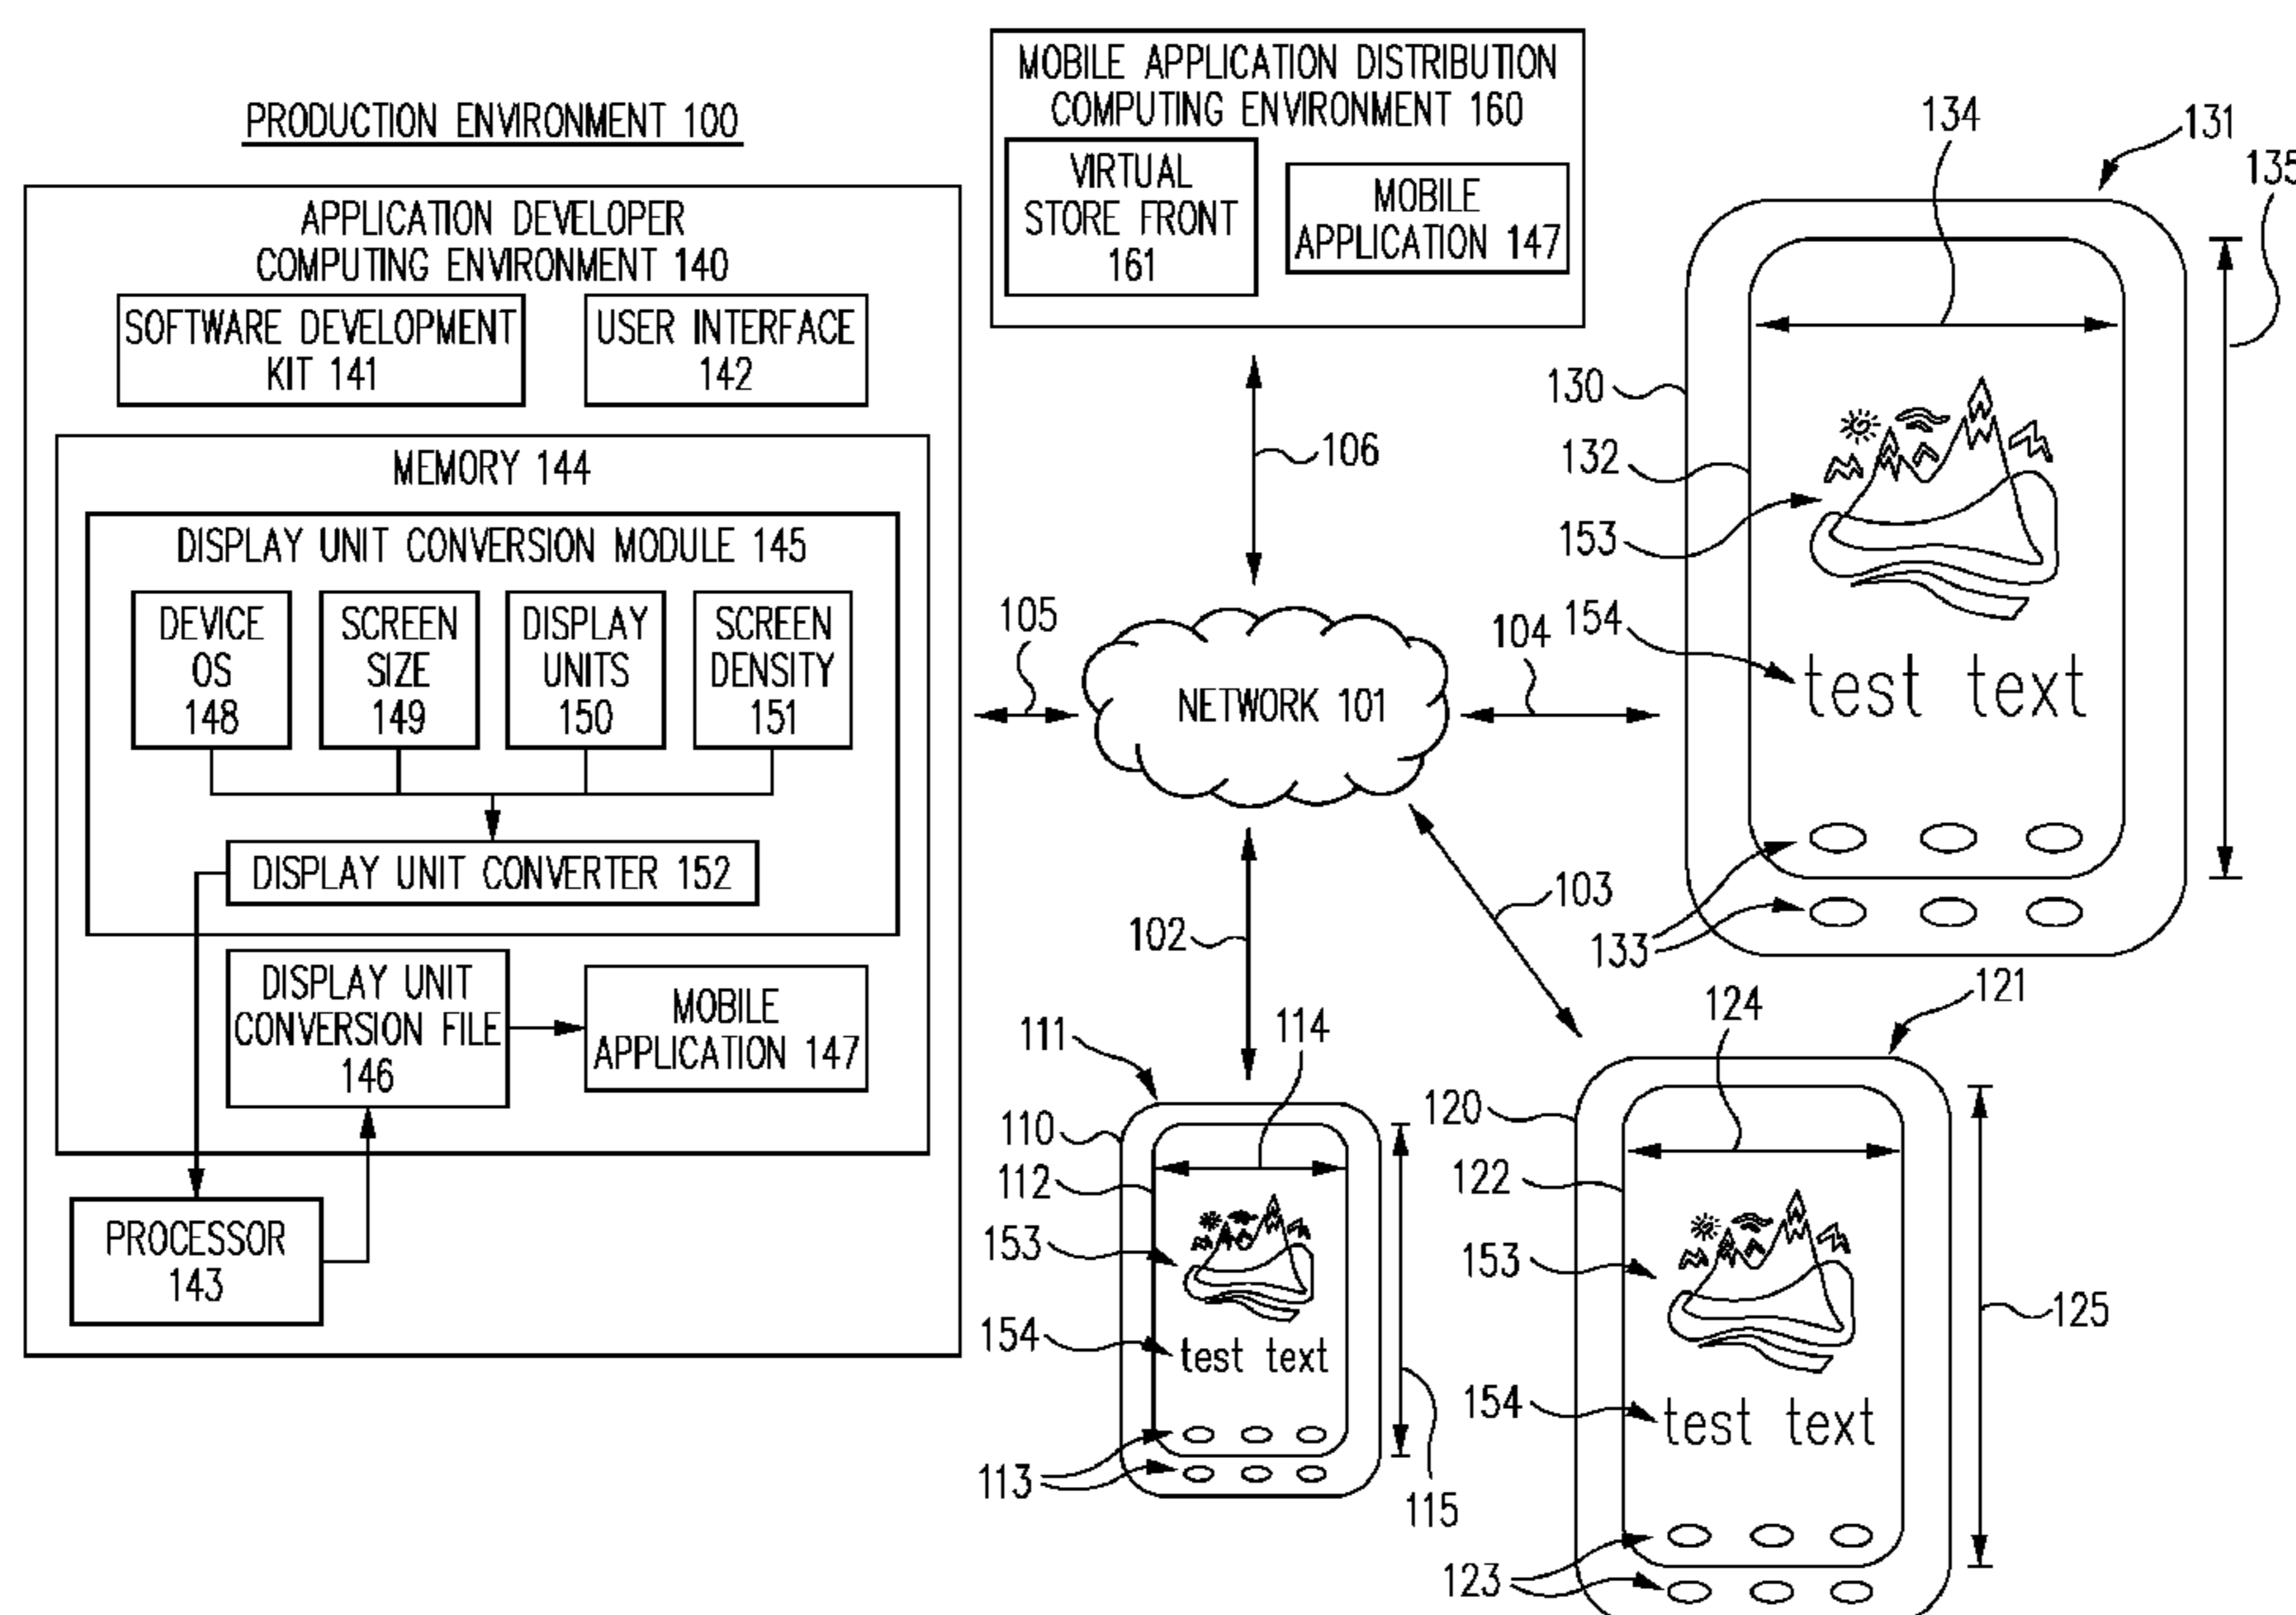 PRODUCTION ENVIRONMENT 100
APPLICATION DEVELOPER
COMPUTING ENVIRONMENT 140
SOFTWARE DEVELOPMENT
KIT 141
USER INTERFACE
142
MEMORY 144
DISPLAY UNIT CONVERSION MODULE 145
DEVICE
OS
148
SCREEN
SIZE
149
DISPLAY
UNITS
150
SCREEN
DENSITY
151
DISPLAY UNIT CONVERTER 152
DISPLAY UNIT
CONVERSION FILE
146
MOBILE
APPLICATION 147
PROCESSOR
143
MOBILE APPLICATION DISTRIBUTION
COMPUTING ENVIRONMENT 160
VIRTUAL
STORE FRONT
161
MOBILE
APPLICATION 147
106
105
NETWORK 101
104
102
103
134
131
135
130
132
153
154
test text
133
111
114
110
112
153
154
test text
113
115
124
121
120
122
153
125
154
test text
123